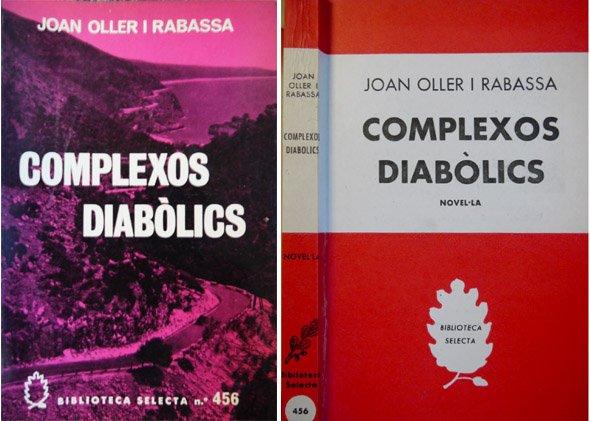 JOAN OLLER I RABASSA
COMPLEXOS
DIABÒLICS
BIBLIOTECA SELECTA n.º 456
JOAN
OLLER I
RABASSA
COMPLEXOS
DIABOLICS
NOVEL·LA
Biblioteca
Selecta
456
JOAN OLLER I RABASSA
COMPLEXOS
DIABÒLICS
NOVEL·LA
BIBLIOTECA
SELECTA